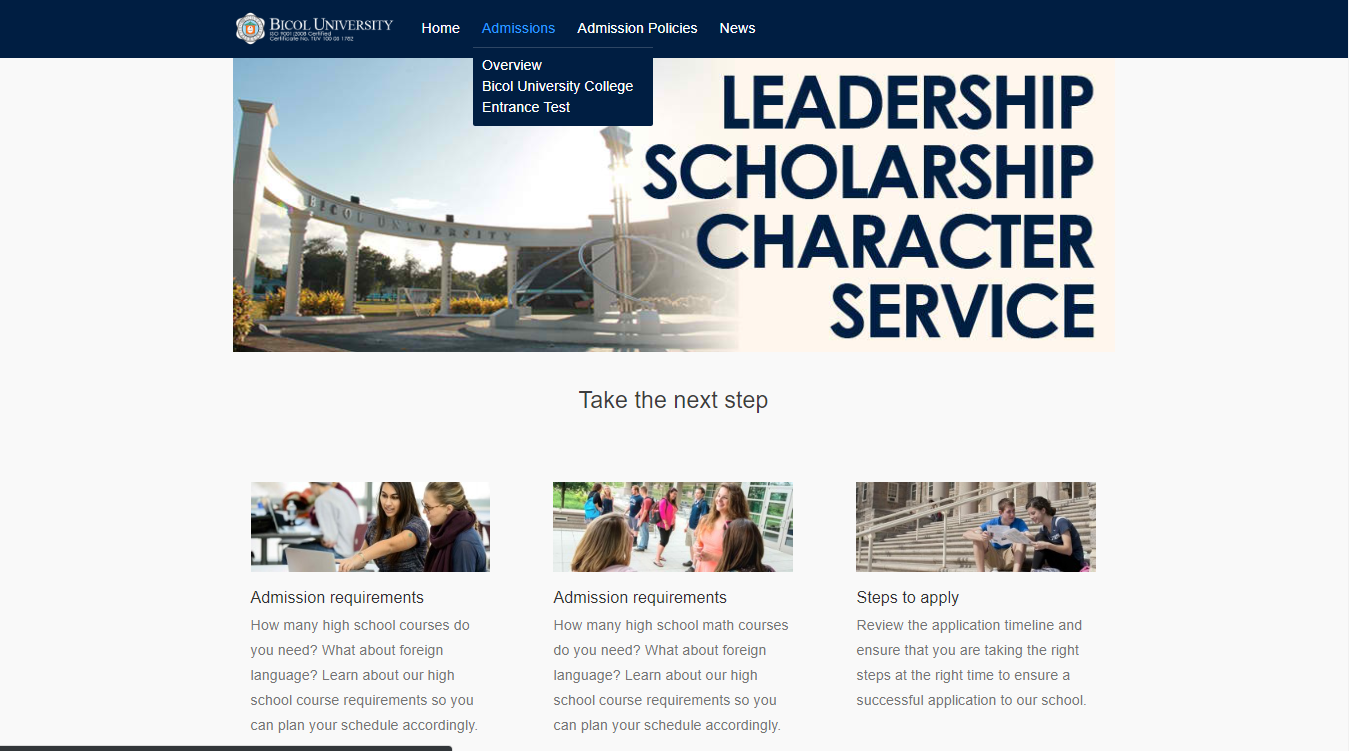 BICOL UNIVERSITY
ISO 9001:2008 Certified
Certificate No. TUV 100 05 1782
Home Admissions Admission Policies News
Overview
Bicol University College
Entrance Test
BICOL UNIVERSITY
LEADERSHIP
SCHOLARSHIP
CHARACTER
SERVICE
Take the next step
Admission requirements
How many high school courses do
you need? What about foreign
language? Learn about our high
school course requirements so you
can plan your schedule accordingly.
Admission requirements
How many high school math courses
do you need? What about foreign
language? Learn about our high
school course requirements so you
can plan your schedule accordingly.
Steps to apply
Review the application timeline and
ensure that you are taking the right
steps at the right time to ensure a
successful application to our school.